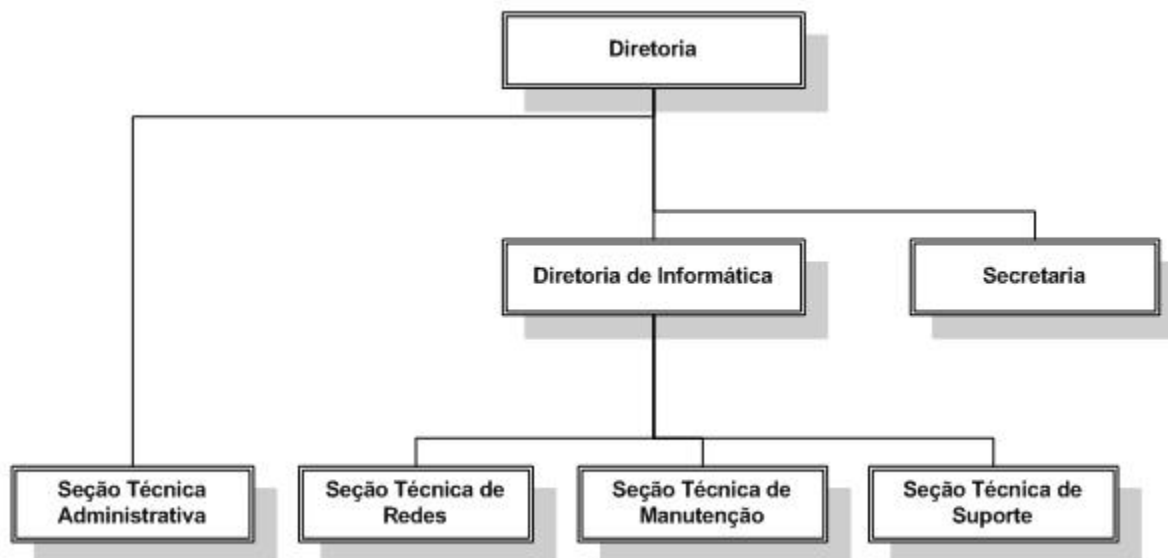 Diretoria
Diretoria de Informática
Secretaria
Seção Técnica
Administrativa
Seção Técnica de
Redes
Seção Técnica de
Manutenção
Seção Técnica de
Suporte